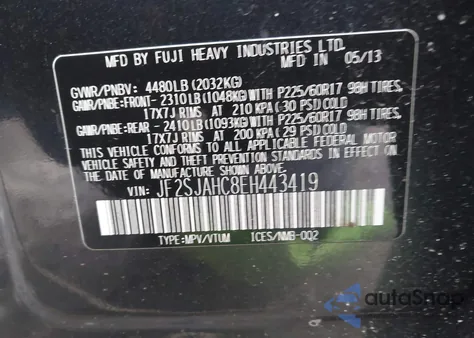 MFD BY FUJI HEAVY INDUSTRIES LTD.
MFD IN 05/13
GVWR/PNBV: 4480LB (2032KG)
GAWR/PNBE:FRONT- 2310LB (1048KG)WITH P225/60R17 98H TIRES,
17X7J RIMS AT 210 KPA(30 PSI)COLD
GAWR/PNBE:REAR - 2410LB (1093KG)WITH P225/60R17 98H TIRES,
17X7J RIMS AT 200 KPA(29 PSI)COLD
THIS VEHICLE CONFORMS TO ALL APPLICABLE FEDERAL MOTOR
VEHICLE SAFETY, BUMPER, AND THEFT PREVENTION STANDARDS IN EFFECT ON
THE DATE OF MANUFACTURE SHOWN ABOVE.
VIN: JF2SJAHC8EH443419
TYPE:MPV/VTUM ICES/NMB-002
autaSnap